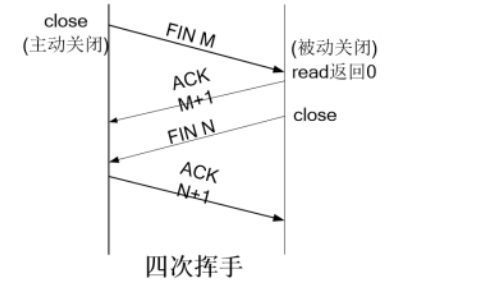 close
(主动关闭)
FIN M
(被动关闭)
read返回0
ACK
M+1
close
FIN N
ACK
N+1
四次挥手